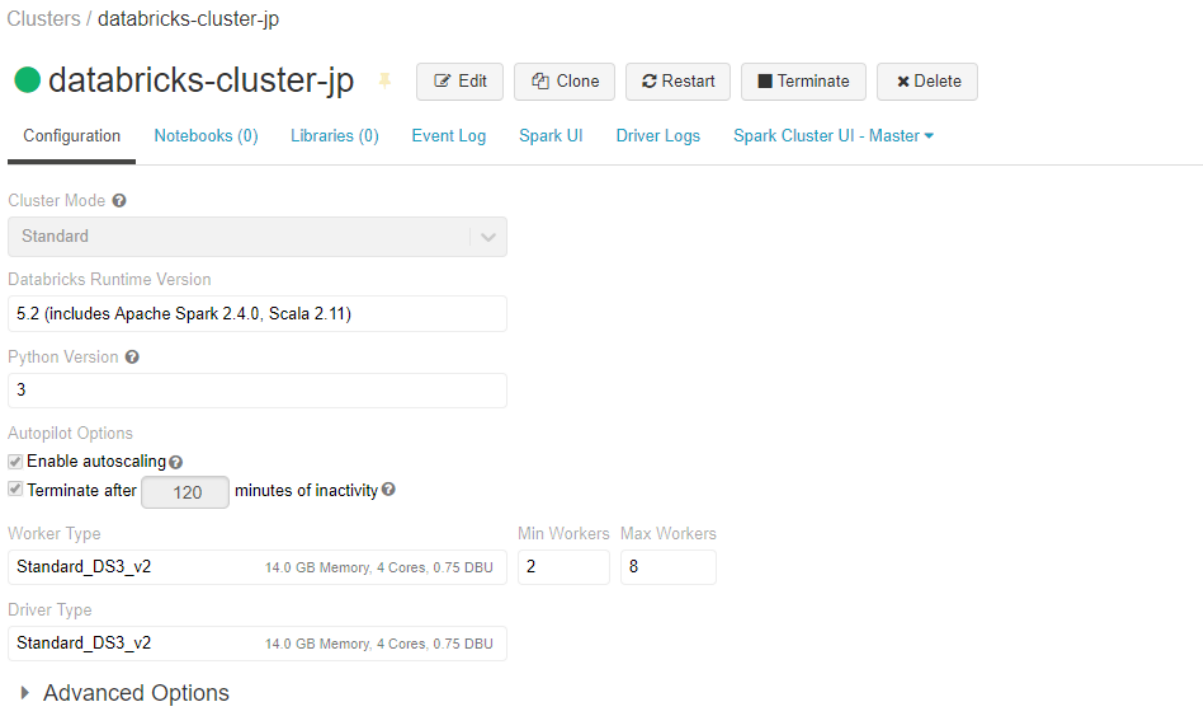 Clusters / databricks-cluster-jp
databricks-cluster-jp Edit Clone Restart Terminate Delete
Configuration Notebooks (0) Libraries (0) Event Log Spark UI Driver Logs Spark Cluster UI - Master
Cluster Mode
Standard
Databricks Runtime Version
5.2 (includes Apache Spark 2.4.0, Scala 2.11)
Python Version
3
Autopilot Options
Enable autoscaling
Terminate after 120 minutes of inactivity
Worker Type Min Workers Max Workers
Standard_DS3_v2 14.0 GB Memory, 4 Cores, 0.75 DBU 2 8
Driver Type
Standard_DS3_v2 14.0 GB Memory, 4 Cores, 0.75 DBU
Advanced Options